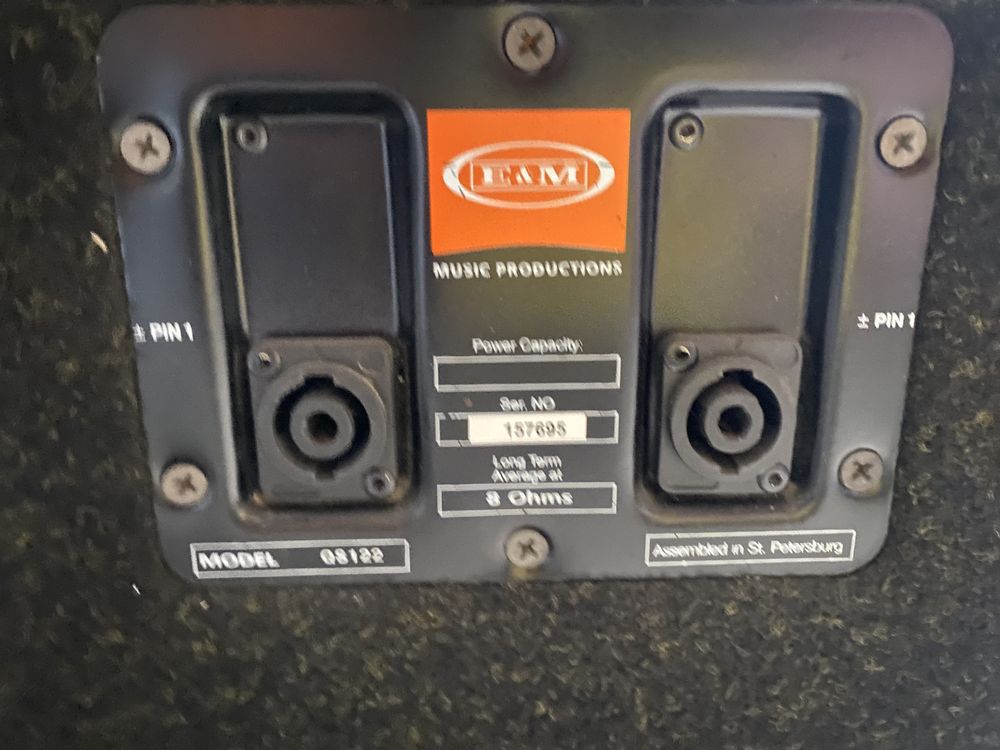 E&M
MUSIC PRODUCTIONS
± PIN 1
± PIN 1
Power Capacity:
Ser. NO
157695
Long Term
Average at
8 Ohms
MODEL GS122
Assembled in St. Petersburg